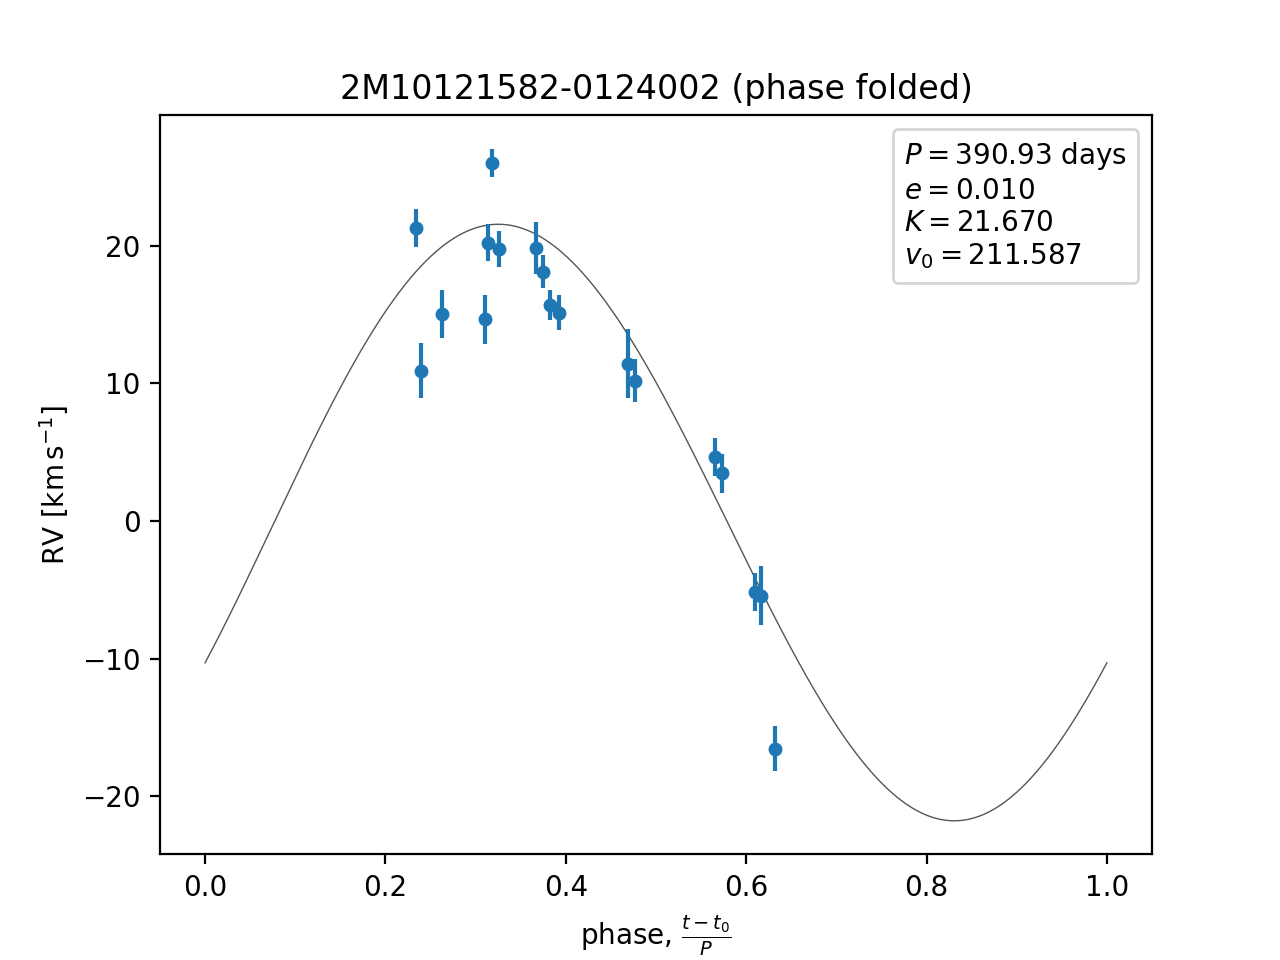 2M10121582-0124002 (phase folded)
P = 390.93 days
e = 0.010
K = 21.670
v₀ = 211.587
RV [km s⁻¹]
20
10
0
−10
−20
0.0 0.2 0.4 0.6 0.8 1.0
phase, (t − t₀)/P